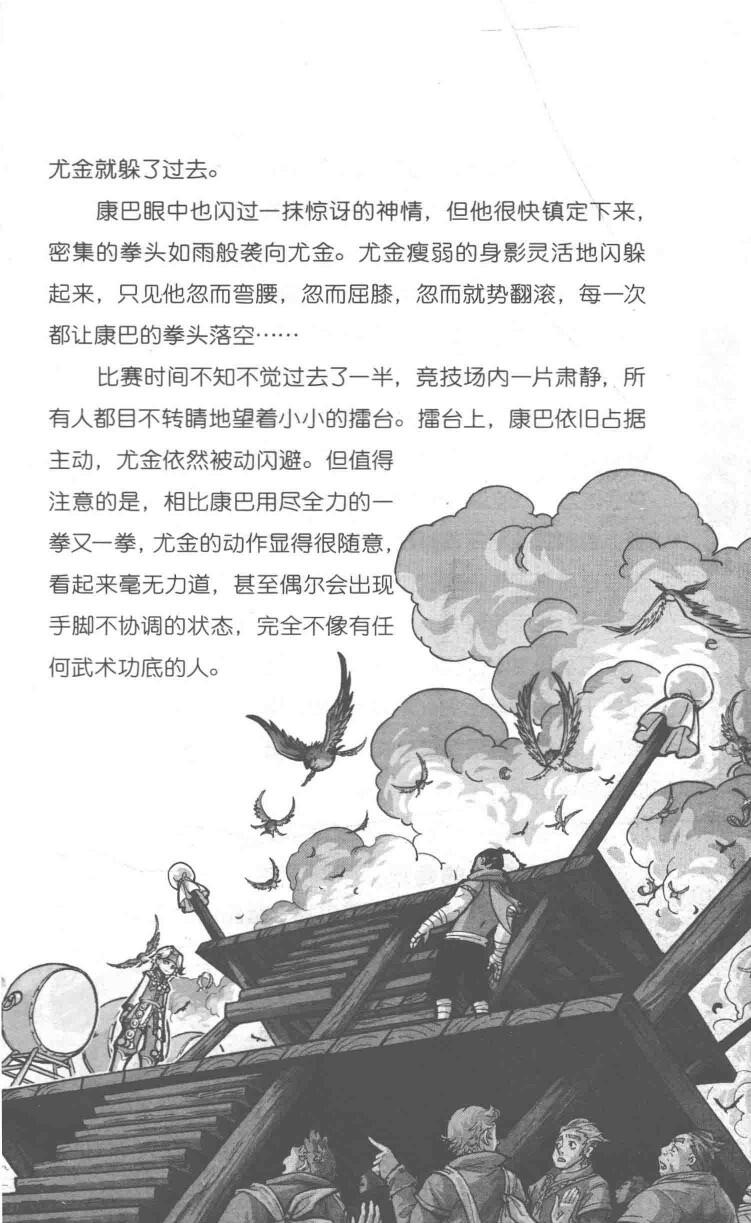 尤金就躲了过去。
康巴眼中也闪过一抹惊讶的神情，但他很快镇定下来，
密集的拳头如雨般袭向尤金。尤金瘦弱的身影灵活地闪躲
起来，只见他忽而弯腰，忽而屈膝，忽而就势翻滚，每一次
都让康巴的拳头落空……
比赛时间不知不觉过去了一半，竞技场内一片肃静，所
有人都目不转睛地望着小小的擂台。擂台上，康巴依旧占据
主动，尤金依然被动闪避。但值得
注意的是，相比康巴用尽全力的一
拳又一拳，尤金的动作显得很随意，
看起来毫无力道，甚至偶尔会出现
手脚不协调的状态，完全不像有任
何武术功底的人。